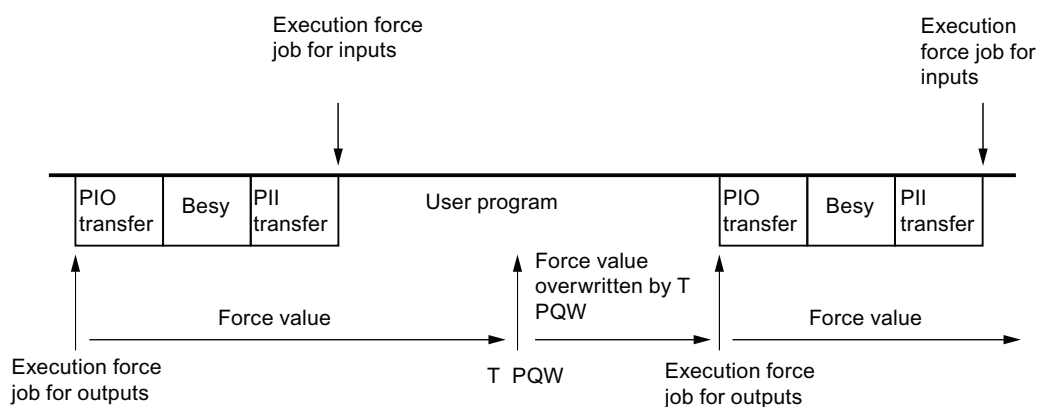 Execution force
job for inputs
Execution
force job for
inputs
PIO
transfer
Besy
PII
transfer
User program
PIO
transfer
Besy
PII
transfer
Force value
Force value
overwritten by T
PQW
Force value
Execution force
job for outputs
T PQW
Execution force
job for outputs